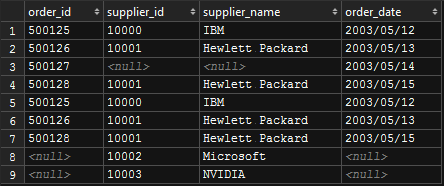 order_id supplier_id supplier_name order_date
1 500125 10000 IBM 2003/05/12
2 500126 10001 Hewlett Packard 2003/05/13
3 500127 <null> <null> 2003/05/14
4 500128 10001 Hewlett Packard 2003/05/15
5 500125 10000 IBM 2003/05/12
6 500126 10001 Hewlett Packard 2003/05/13
7 500128 10001 Hewlett Packard 2003/05/15
8 <null> 10002 Microsoft <null>
9 <null> 10003 NVIDIA <null>